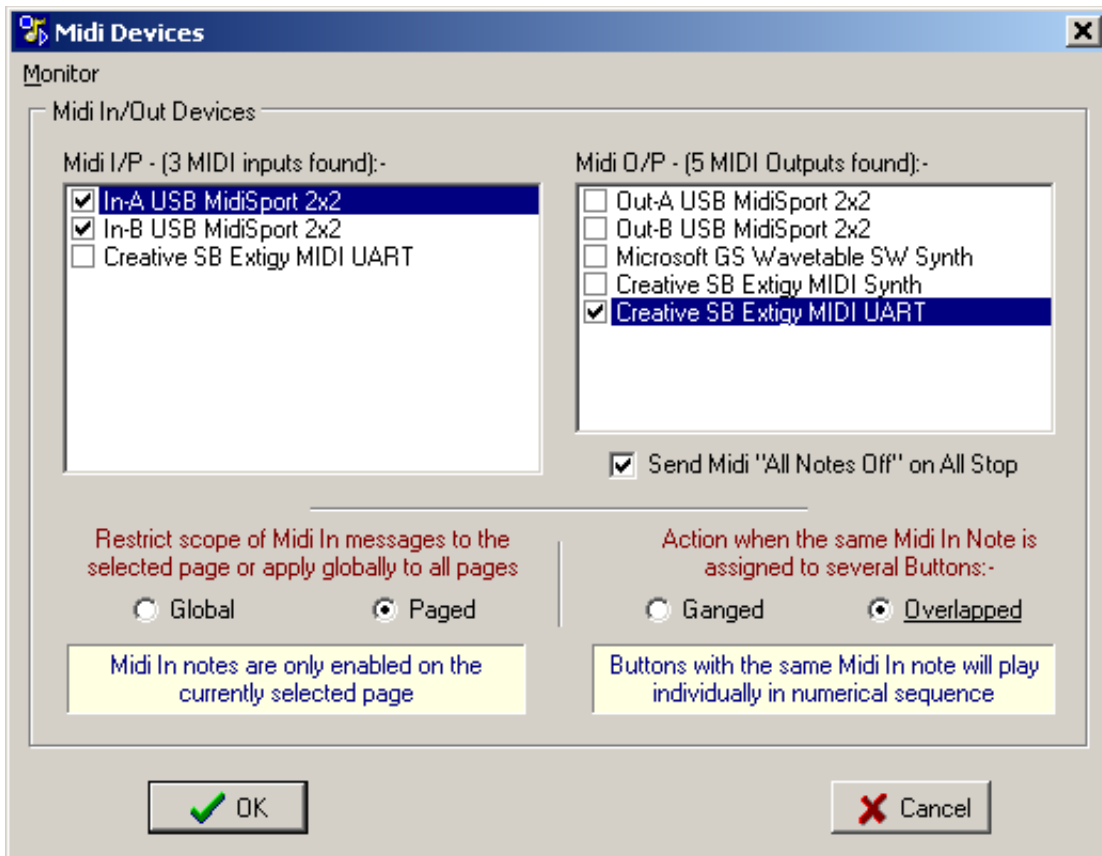 Midi Devices
Monitor
Midi In/Out Devices
Midi I/P - (3 MIDI inputs found):-
In-A USB MidiSport 2x2
In-B USB MidiSport 2x2
Creative SB Extigy MIDI UART
Midi O/P - (5 MIDI Outputs found):-
Out-A USB MidiSport 2x2
Out-B USB MidiSport 2x2
Microsoft GS Wavetable SW Synth
Creative SB Extigy MIDI Synth
Creative SB Extigy MIDI UART
Send Midi "All Notes Off" on All Stop
Restrict scope of Midi In messages to the
selected page or apply globally to all pages
Global Paged
Midi In notes are only enabled on the
currently selected page
Action when the same Midi In Note is
assigned to several Buttons:-
Ganged Overlapped
Buttons with the same Midi In note will play
individually in numerical sequence
OK Cancel